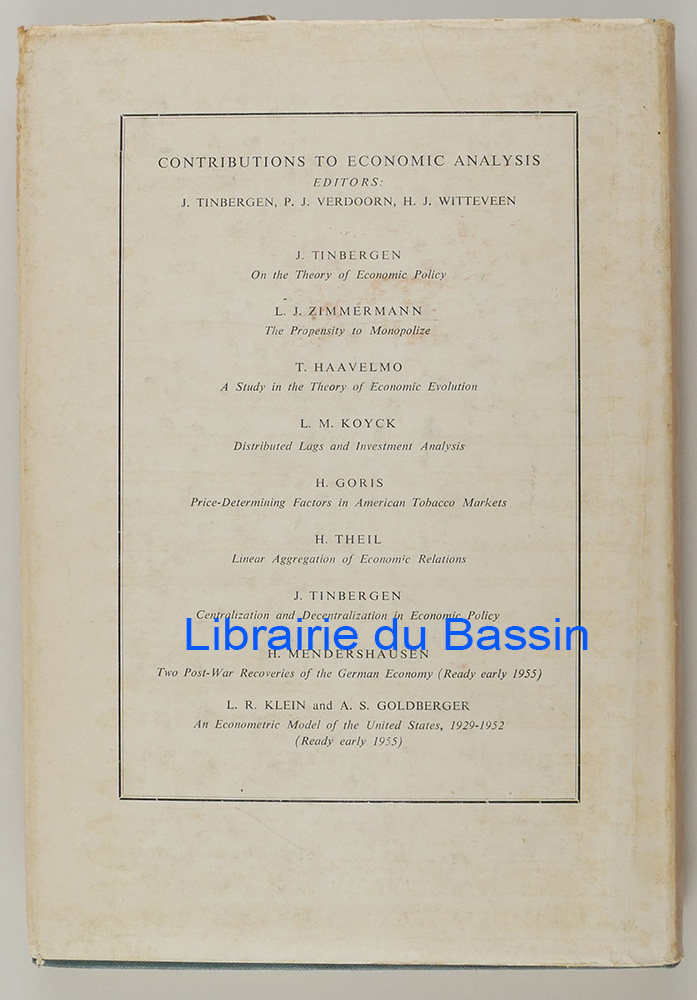 CONTRIBUTIONS TO ECONOMIC ANALYSIS
EDITORS:
J. TINBERGEN, P. J. VERDOORN, H. J. WITTEVEEN
J. TINBERGEN
On the Theory of Economic Policy
L. J. ZIMMERMANN
The Propensity to Monopolize
T. HAAVELMO
A Study in the Theory of Economic Evolution
L. M. KOYCK
Distributed Lags and Investment Analysis
H. GORIS
Price-Determining Factors in American Tobacco Markets
H. THEIL
Linear Aggregation of Economic Relations
J. TINBERGEN
Centralization and Decentralization in Economic Policy
Librairie du Bassin
H. MENDERSHAUSEN
Two Post-War Recoveries of the German Economy (Ready early 1955)
L. R. KLEIN and A. S. GOLDBERGER
An Econometric Model of the United States, 1929-1952
(Ready early 1955)